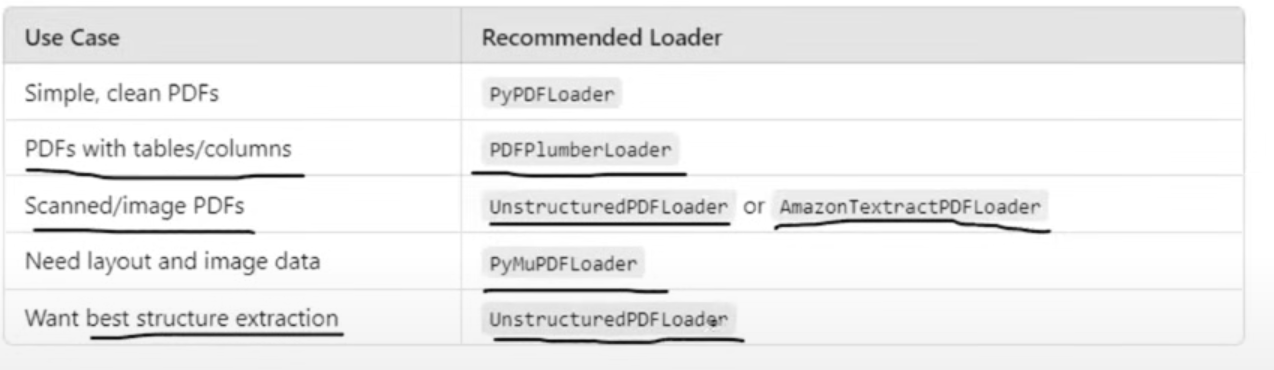 Use Case Recommended Loader
Simple, clean PDFs PyPDFLoader
PDFs with tables/columns PDFPlumberLoader
Scanned/image PDFs UnstructuredPDFLoader or AmazonTextractPDFLoader
Need layout and image data PyMuPDFLoader
Want best structure extraction UnstructuredPDFLoader